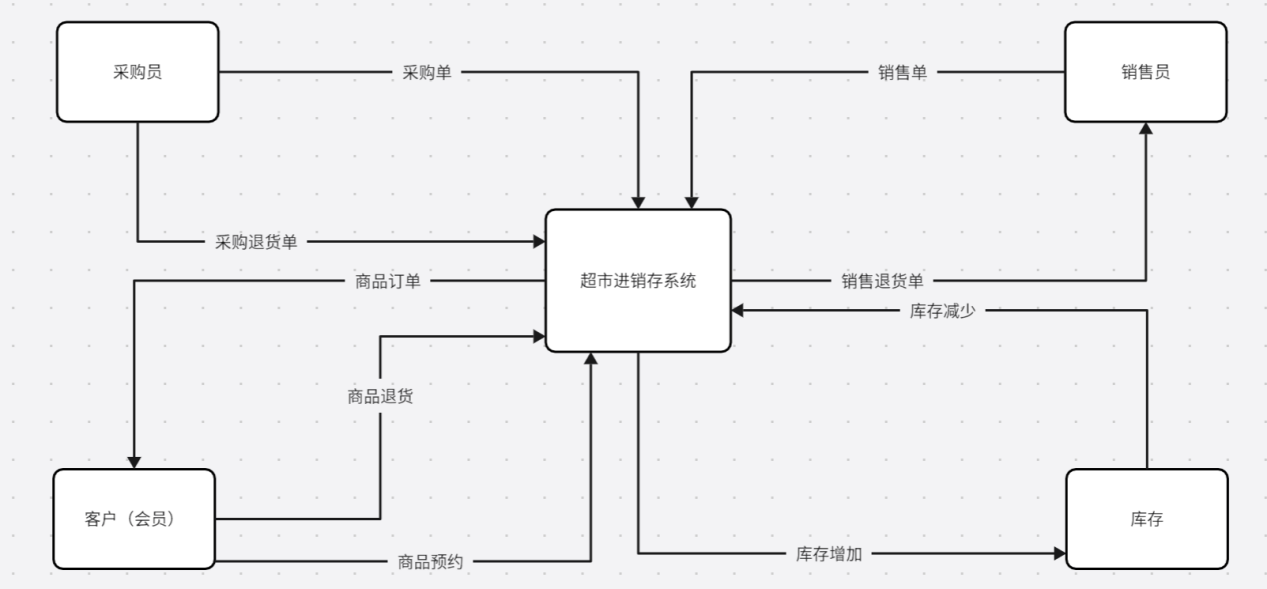 采购员
采购单
销售单
销售员
采购退货单
商品订单
超市进销存系统
销售退货单
库存减少
商品退货
客户（会员）
库存
商品预约
库存增加